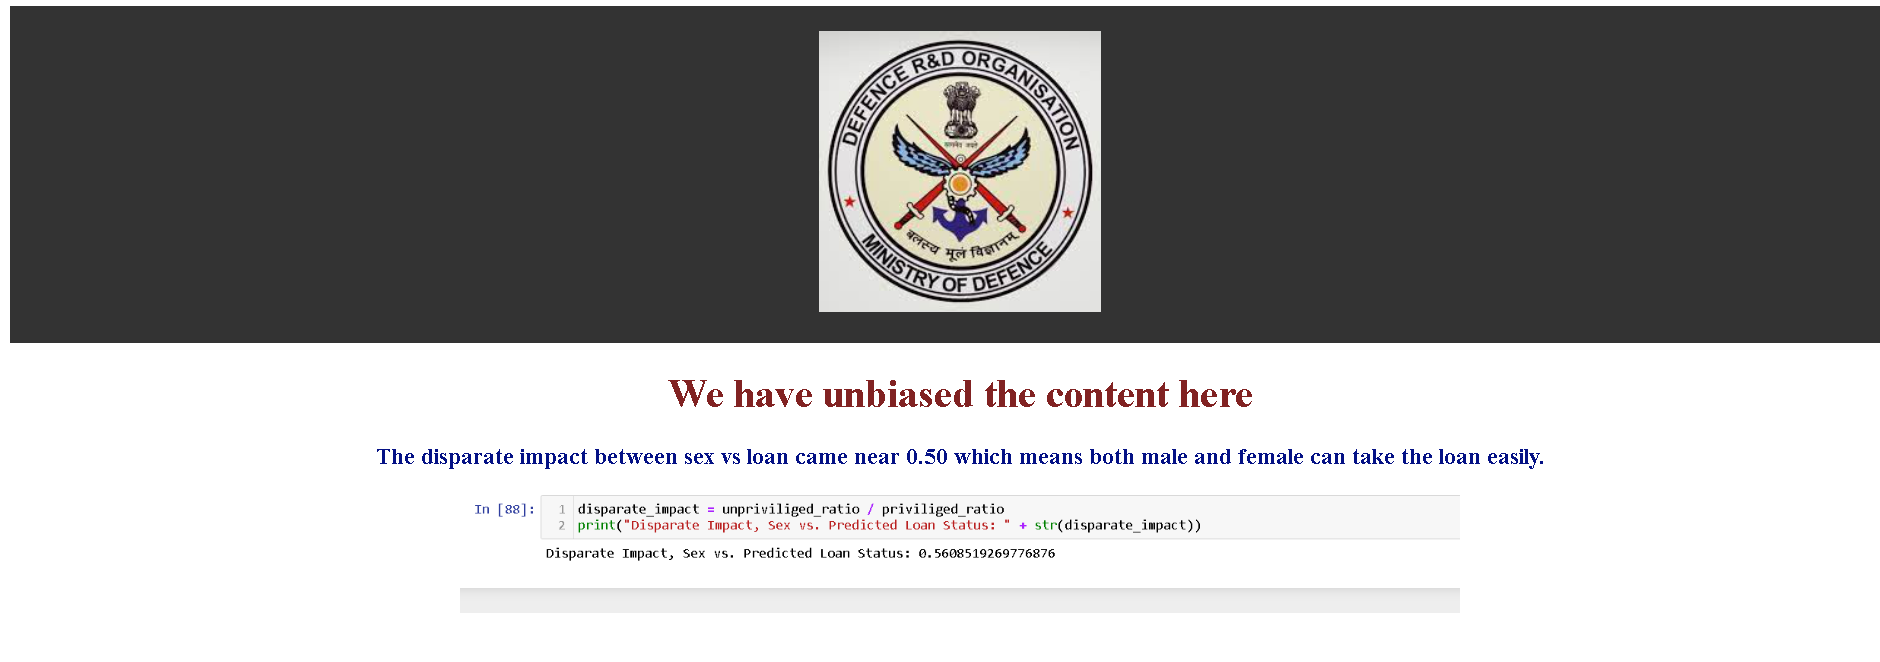 DEFENCE R&D ORGANISATION
सत्यमेव जयते
बलस्य मूलं विज्ञानम्
MINISTRY OF DEFENCE
We have unbiased the content here
The disparate impact between sex vs loan came near 0.50 which means both male and female can take the loan easily.
In [88]: 1 disparate_impact = unpriviliged_ratio / priviliged_ratio
2 print("Disparate Impact, Sex vs. Predicted Loan Status: " + str(disparate_impact))
Disparate Impact, Sex vs. Predicted Loan Status: 0.5608519269776876